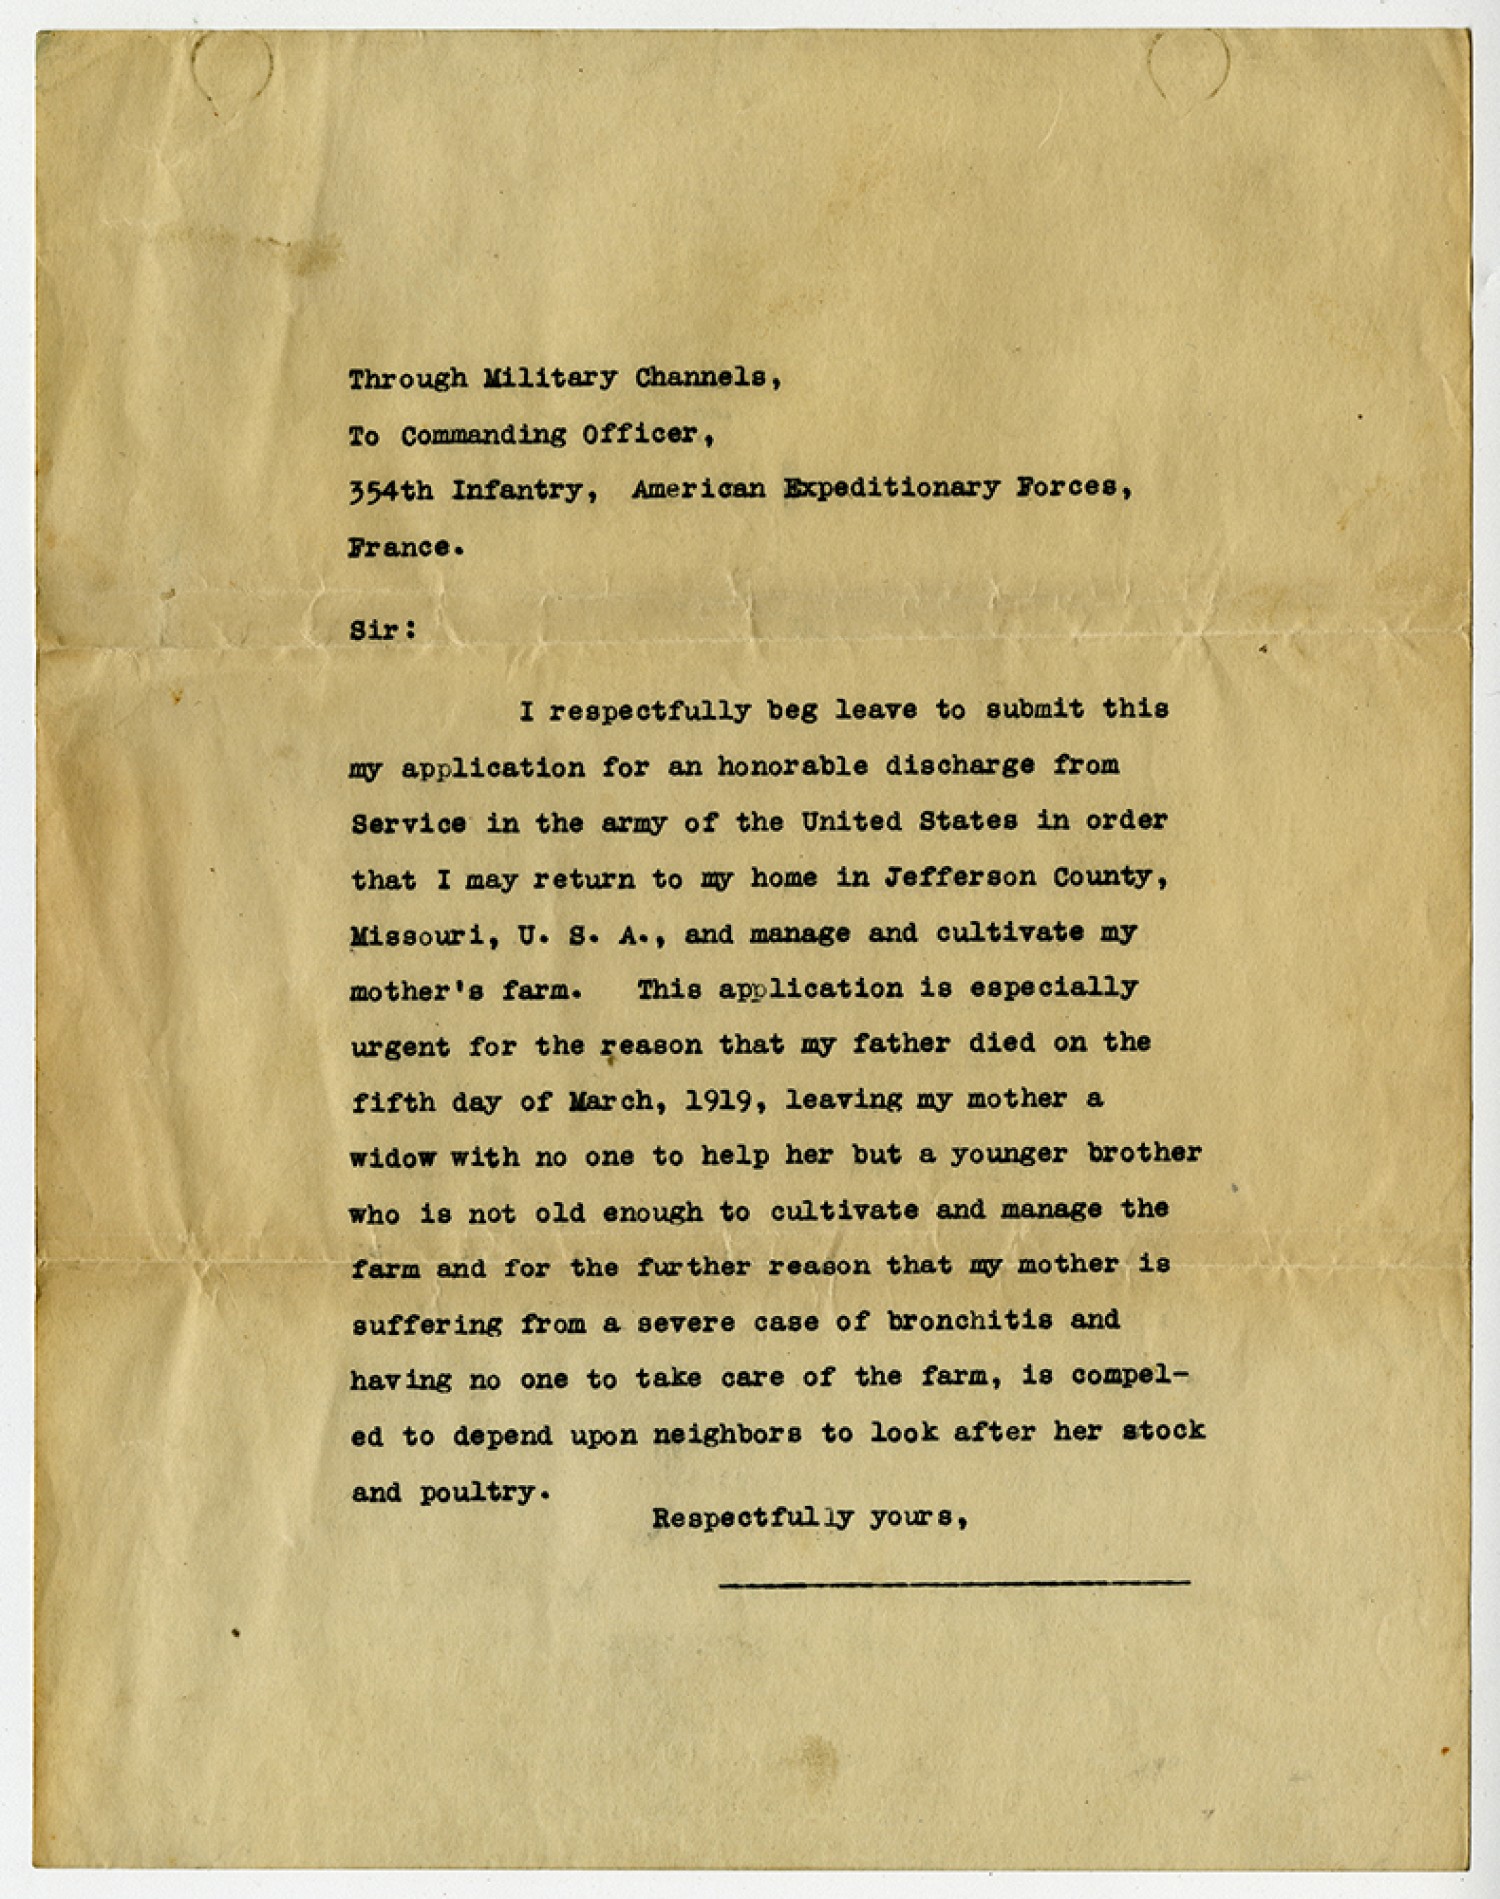 Through Military Channels,
To Commanding Officer,
354th Infantry, American Expeditionary Forces,
France.
Sir:
I respectfully beg leave to submit this
my application for an honorable discharge from
Service in the army of the United States in order
that I may return to my home in Jefferson County,
Missouri, U. S. A., and manage and cultivate my
mother's farm. This application is especially
urgent for the reason that my father died on the
fifth day of March, 1919, leaving my mother a
widow with no one to help her but a younger brother
who is not old enough to cultivate and manage the
farm and for the further reason that my mother is
suffering from a severe case of bronchitis and
having no one to take care of the farm, is compel-
ed to depend upon neighbors to look after her stock
and poultry.
Respectfully yours,